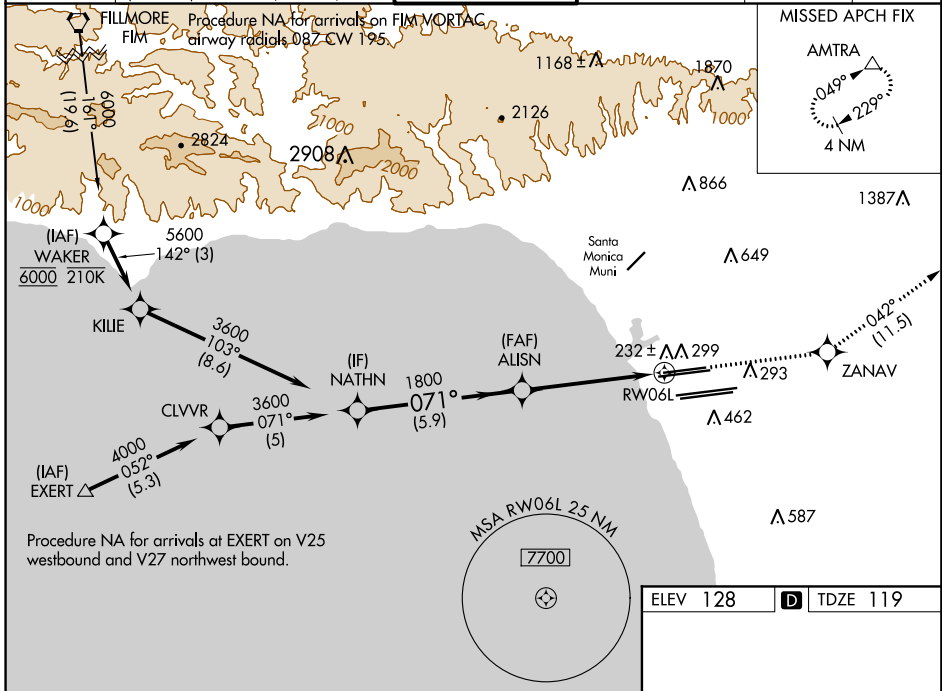 FILLMORE
FIM
Procedure NA for arrivals on FIM VORTAC
airway radials 087 CW 195.
MISSED APCH FIX
AMTRA
049°
229°
4 NM
6000
161°
(19.6)
1168 ±
1870
1000
2126
1000
2824
2908
2000
1000
866
1387
(IAF)
WAKER
6000 210K
5600
142° (3)
Santa
Monica
Muni
649
KILIE
3600
103°
(8.6)
042°
(11.5)
(IF)
NATHN
(FAF)
ALISN
232 ±
299
293
ZANAV
RW06L
462
1800
071°
(5.9)
CLVVR
3600
071°
(5)
4000
052°
(5.3)
(IAF)
EXERT
587
Procedure NA for arrivals at EXERT on V25
westbound and V27 northwest bound.
MSA RW06L 25 NM
7700
ELEV 128
D
TDZE 119